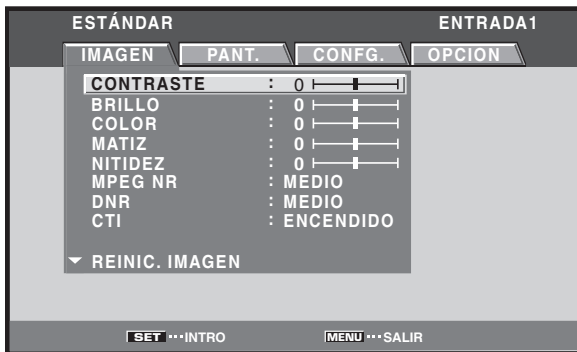 ESTÁNDAR ENTRADA1
IMAGEN PANT. CONFG. OPCION
CONTRASTE : 0
BRILLO : 0
COLOR : 0
MATIZ : 0
NITIDEZ : 0
MPEG NR : MEDIO
DNR : MEDIO
CTI : ENCENDIDO
REINIC. IMAGEN
SET ···INTRO MENU ···SALIR